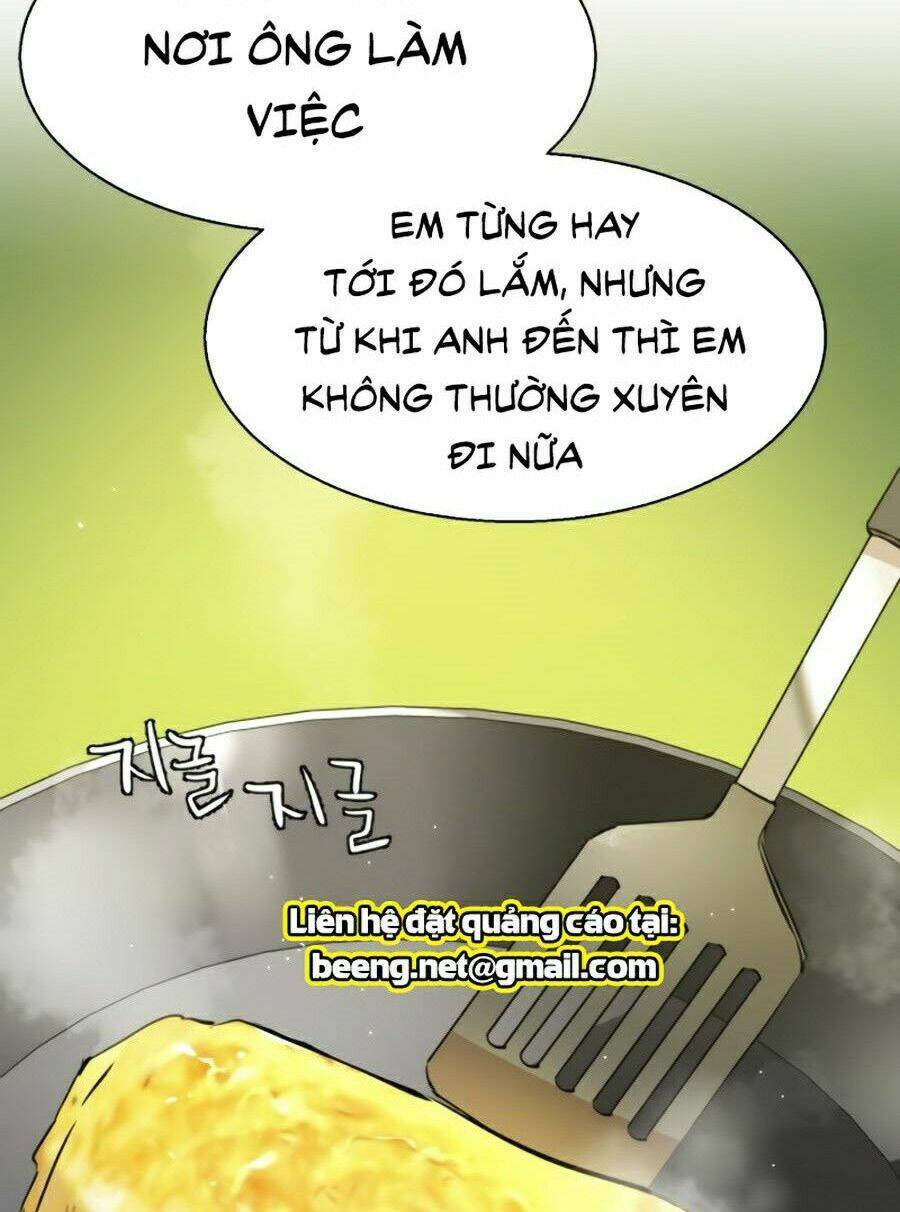 NƠI ÔNG LÀM
VIỆC
EM TỪNG HAY
TỚI ĐÓ LẮM, NHƯNG
TỪ KHI ANH ĐẾN THÌ EM
KHÔNG THƯỜNG XUYÊN
ĐI NỮA
지글
지글
Liên hệ đặt quảng cáo tại:
beeng.net@gmail.com